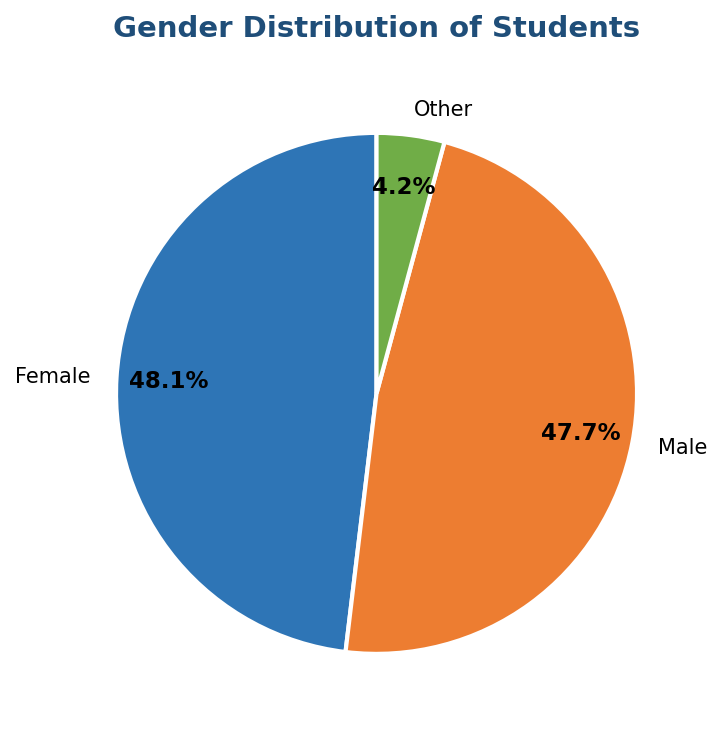 Gender Distribution of Students
Other
4.2%
Female
48.1%
47.7%
Male